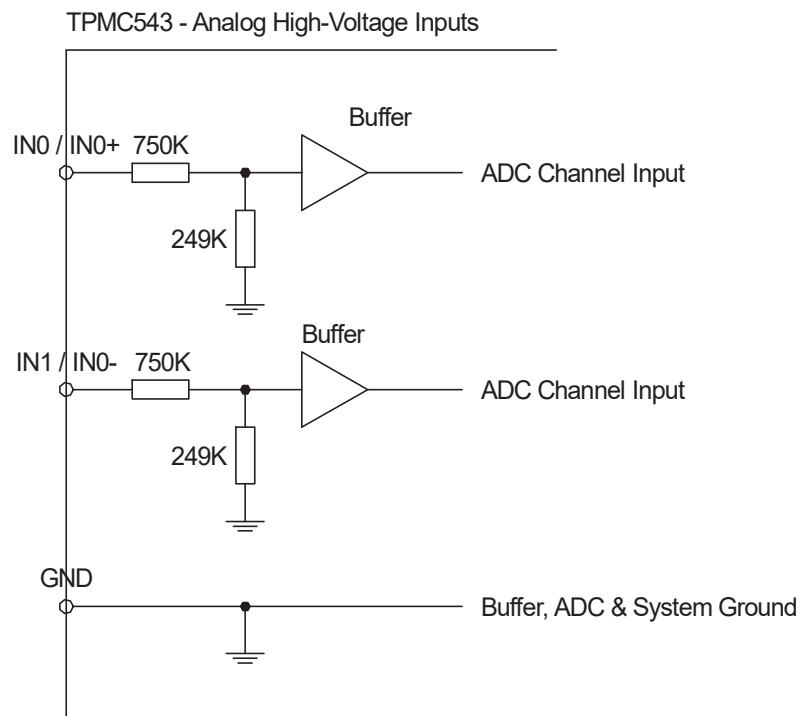 TPMC543 - Analog High-Voltage Inputs
Buffer
IN0 / IN0+ 750K
ADC Channel Input
249K
Buffer
IN1 / IN0- 750K
ADC Channel Input
249K
GND
Buffer, ADC & System Ground